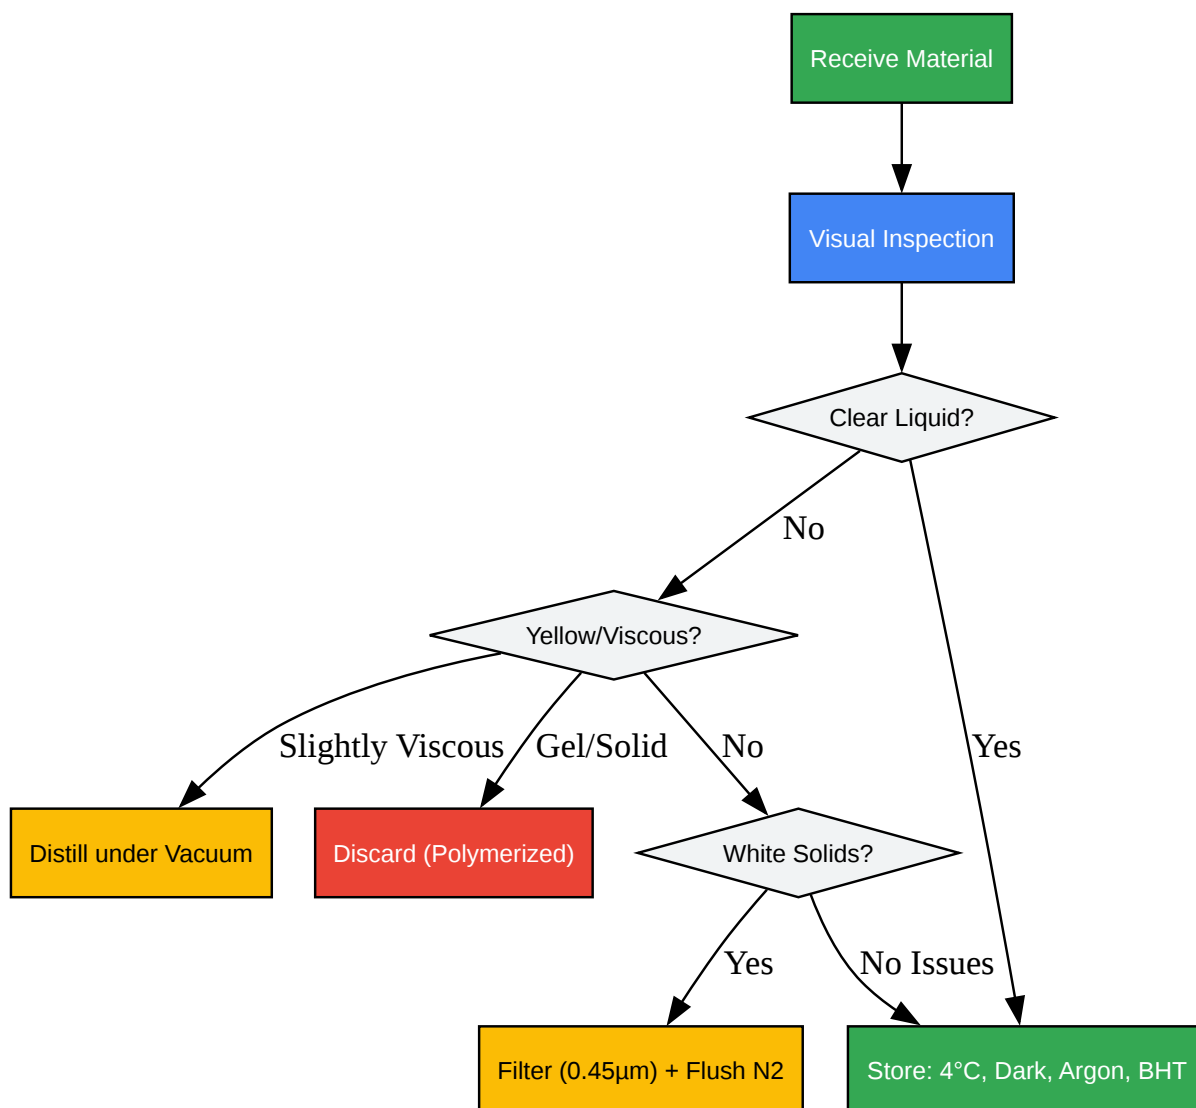 Receive Material
Visual Inspection
Clear Liquid?
No
Yellow/Viscous?
Slightly Viscous
Gel/Solid
No
Yes
Distill under Vacuum
Discard (Polymerized)
White Solids?
Yes
No Issues
Filter (0.45µm) + Flush N2
Store: 4°C, Dark, Argon, BHT